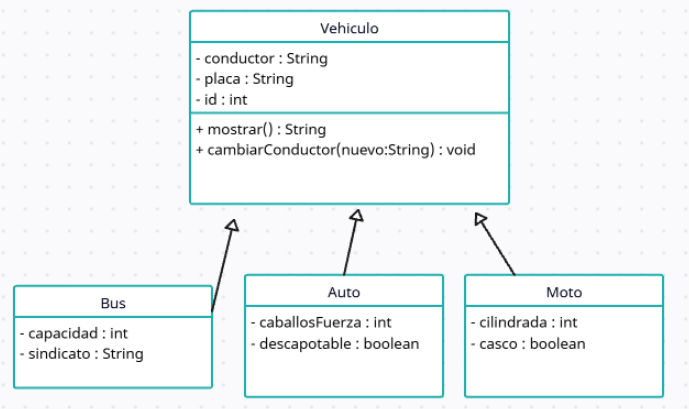 Vehiculo
- conductor : String
- placa : String
- id : int
+ mostrar() : String
+ cambiarConductor(nuevo:String) : void
Bus
- capacidad : int
- sindicato : String
Auto
- caballosFuerza : int
- descapotable : boolean
Moto
- cilindrada : int
- casco : boolean